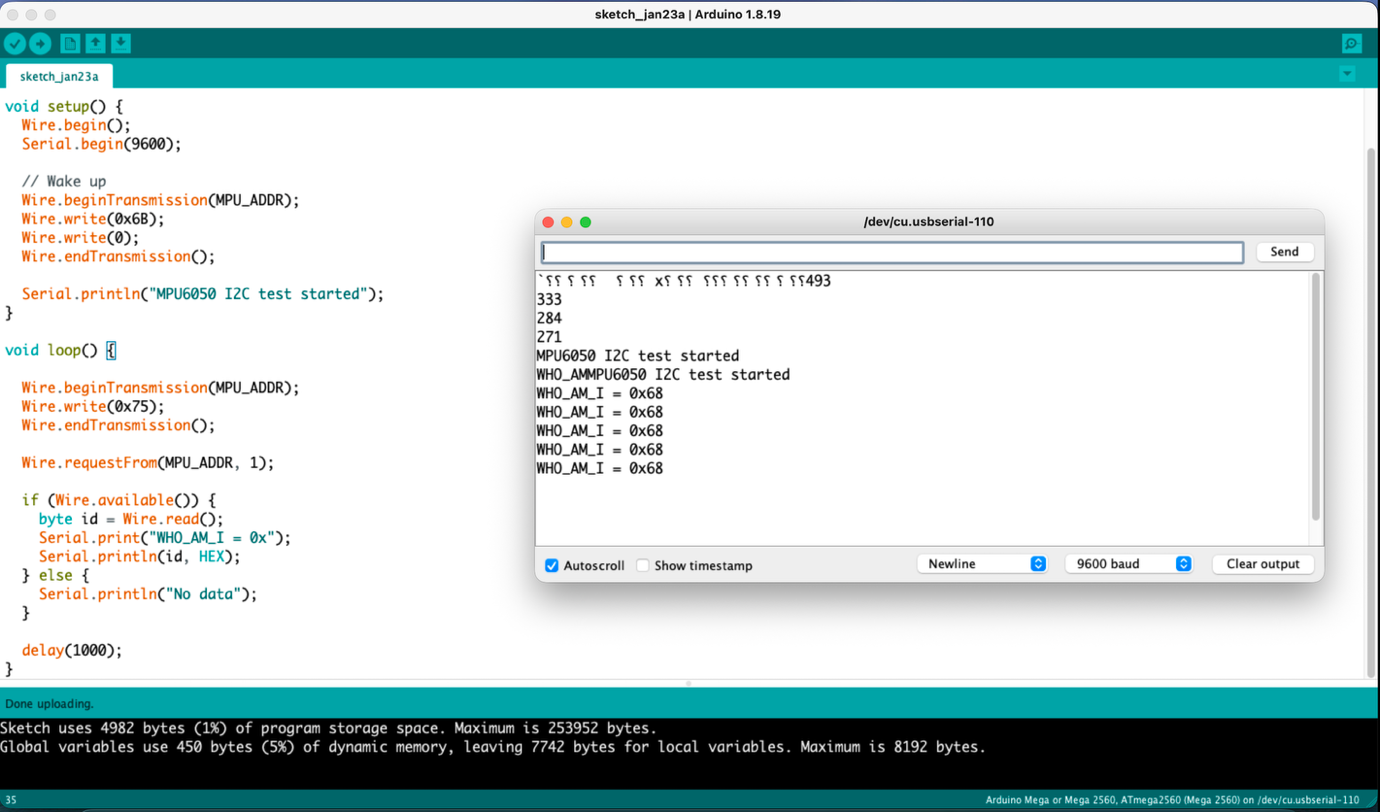 sketch_jan23a | Arduino 1.8.19
sketch_jan23a
void setup() {
  Wire.begin();
  Serial.begin(9600);

  // Wake up
  Wire.beginTransmission(MPU_ADDR);
  Wire.write(0x6B);
  Wire.write(0);
  Wire.endTransmission();

  Serial.println("MPU6050 I2C test started");
}

void loop() {

  Wire.beginTransmission(MPU_ADDR);
  Wire.write(0x75);
  Wire.endTransmission();

  Wire.requestFrom(MPU_ADDR, 1);

  if (Wire.available()) {
    byte id = Wire.read();
    Serial.print("WHO_AM_I = 0x");
    Serial.println(id, HEX);
  } else {
    Serial.println("No data");
  }

  delay(1000);
}
/dev/cu.usbserial-110
Send
`⸮⸮ ⸮ ⸮⸮  ⸮ ⸮⸮ x⸮ ⸮⸮ ⸮⸮⸮ ⸮⸮ ⸮⸮ ⸮ ⸮⸮493
333
284
271
MPU6050 I2C test started
WHO_AMMPU6050 I2C test started
WHO_AM_I = 0x68
WHO_AM_I = 0x68
WHO_AM_I = 0x68
WHO_AM_I = 0x68
WHO_AM_I = 0x68
Autoscroll Show timestamp Newline 9600 baud Clear output
Done uploading.
Sketch uses 4982 bytes (1%) of program storage space. Maximum is 253952 bytes.
Global variables use 450 bytes (5%) of dynamic memory, leaving 7742 bytes for local variables. Maximum is 8192 bytes.
35 Arduino Mega or Mega 2560, ATmega2560 (Mega 2560) on /dev/cu.usbserial-110